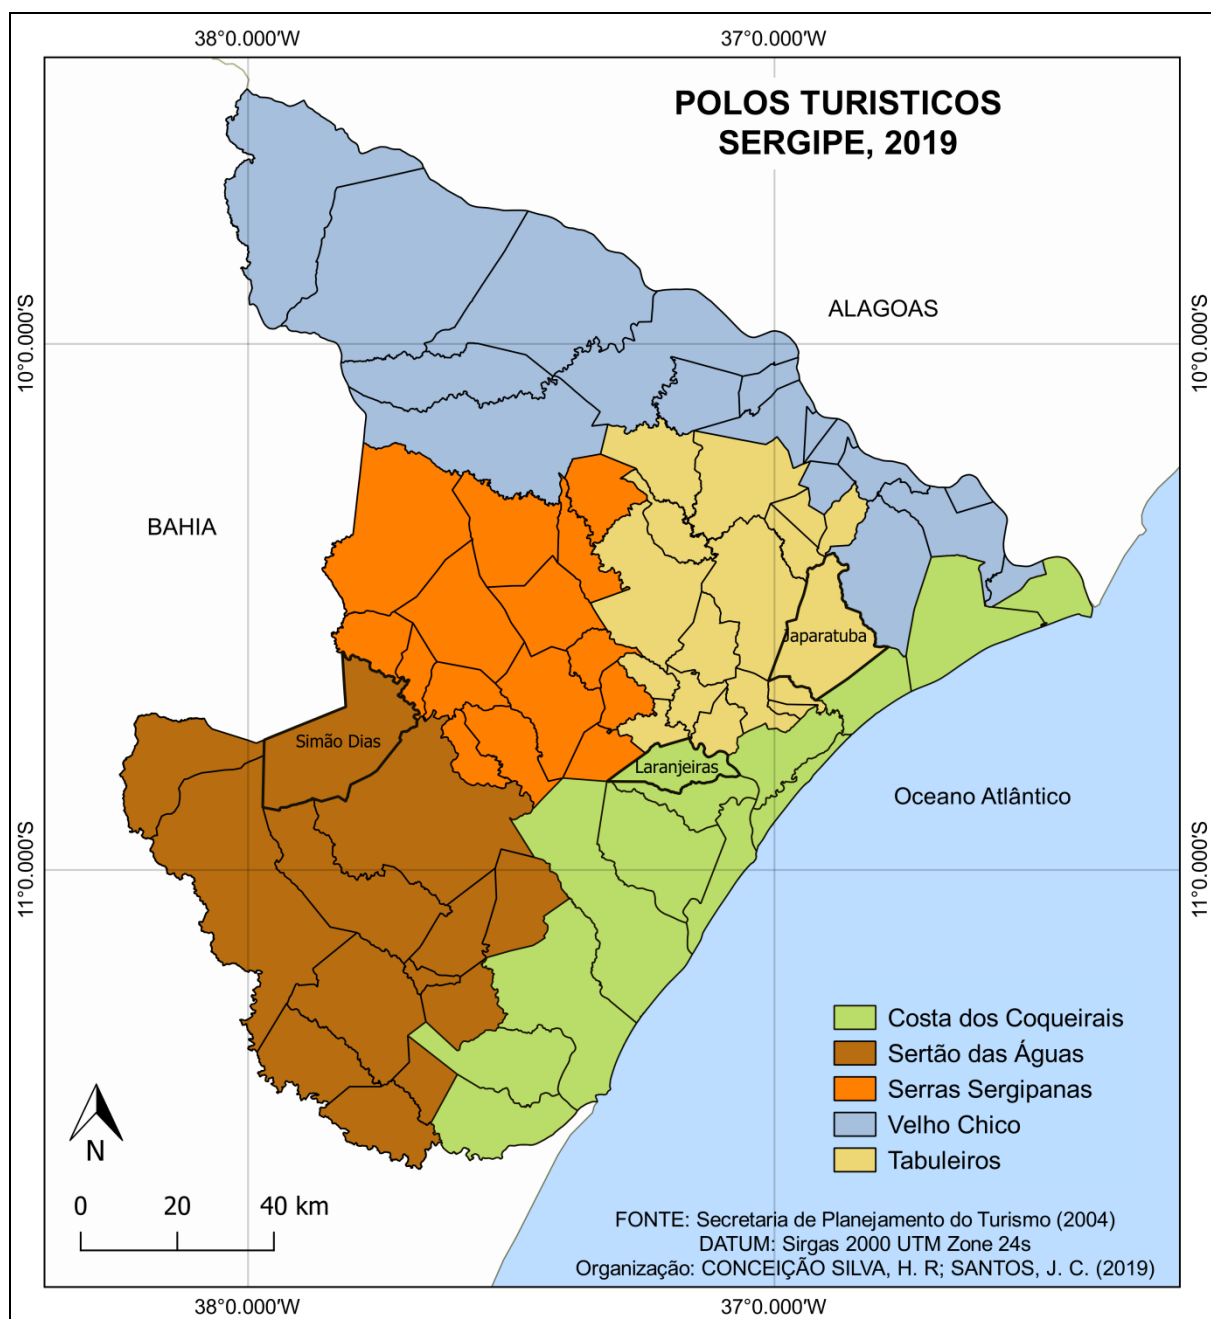 38°0.000'W
37°0.000'W
POLOS TURISTICOS
SERGIPE, 2019
ALAGOAS
10°0.000'S
10°0.000'S
BAHIA
Japaratuba
Simão Dias
Laranjeiras
Oceano Atlântico
11°0.000'S
11°0.000'S
Costa dos Coqueirais
Sertão das Águas
Serras Sergipanas
Velho Chico
Tabuleiros
N
0 20 40 km
FONTE: Secretaria de Planejamento do Turismo (2004)
DATUM: Sirgas 2000 UTM Zone 24s
Organização: CONCEIÇÃO SILVA, H. R; SANTOS, J. C. (2019)
38°0.000'W
37°0.000'W